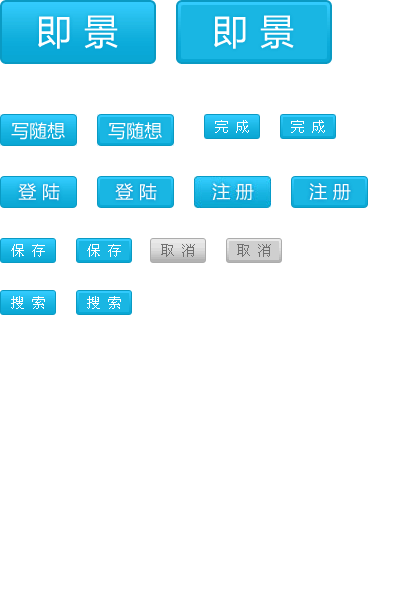 即 景 即 景
写随想 写随想 完 成 完 成
登 陆 登 陆 注 册 注 册
保 存 保 存 取 消 取 消
搜 索 搜 索